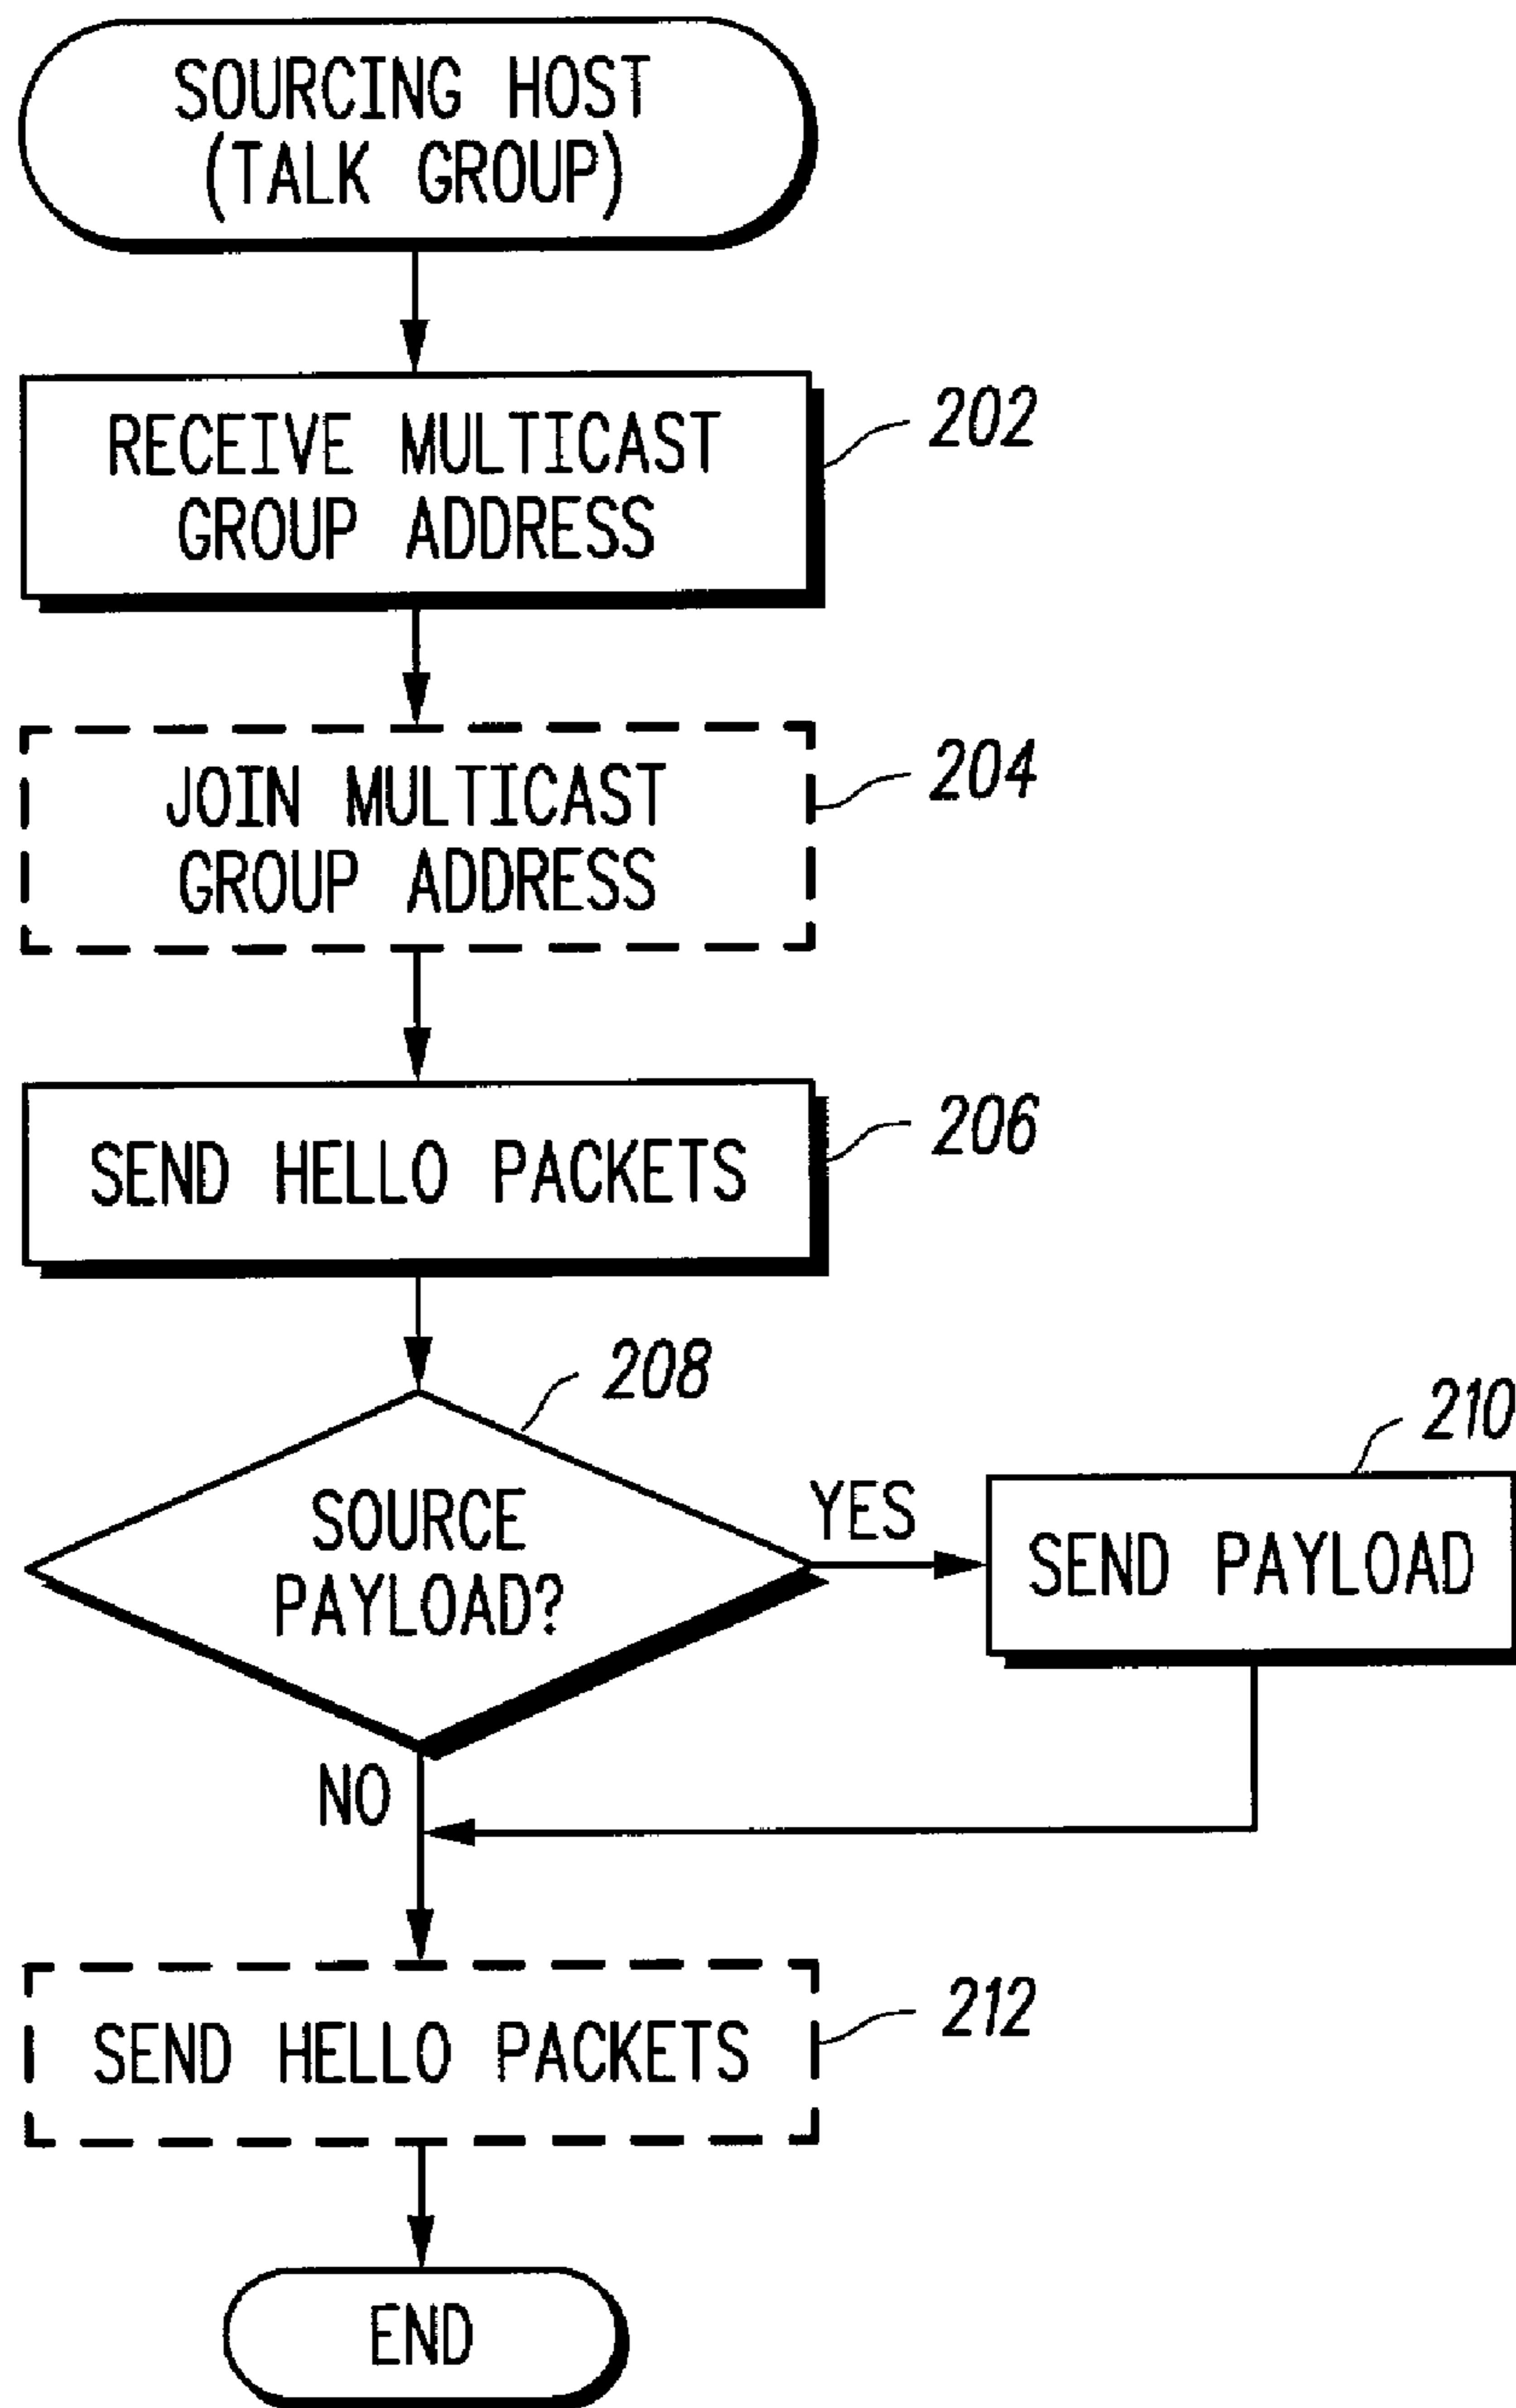 SOURCING HOST
(TALK GROUP)
RECEIVE MULTICAST
GROUP ADDRESS
202
JOIN MULTICAST
GROUP ADDRESS
204
SEND HELLO PACKETS
206
208
SOURCE
PAYLOAD?
YES
210
SEND PAYLOAD
NO
SEND HELLO PACKETS
212
END